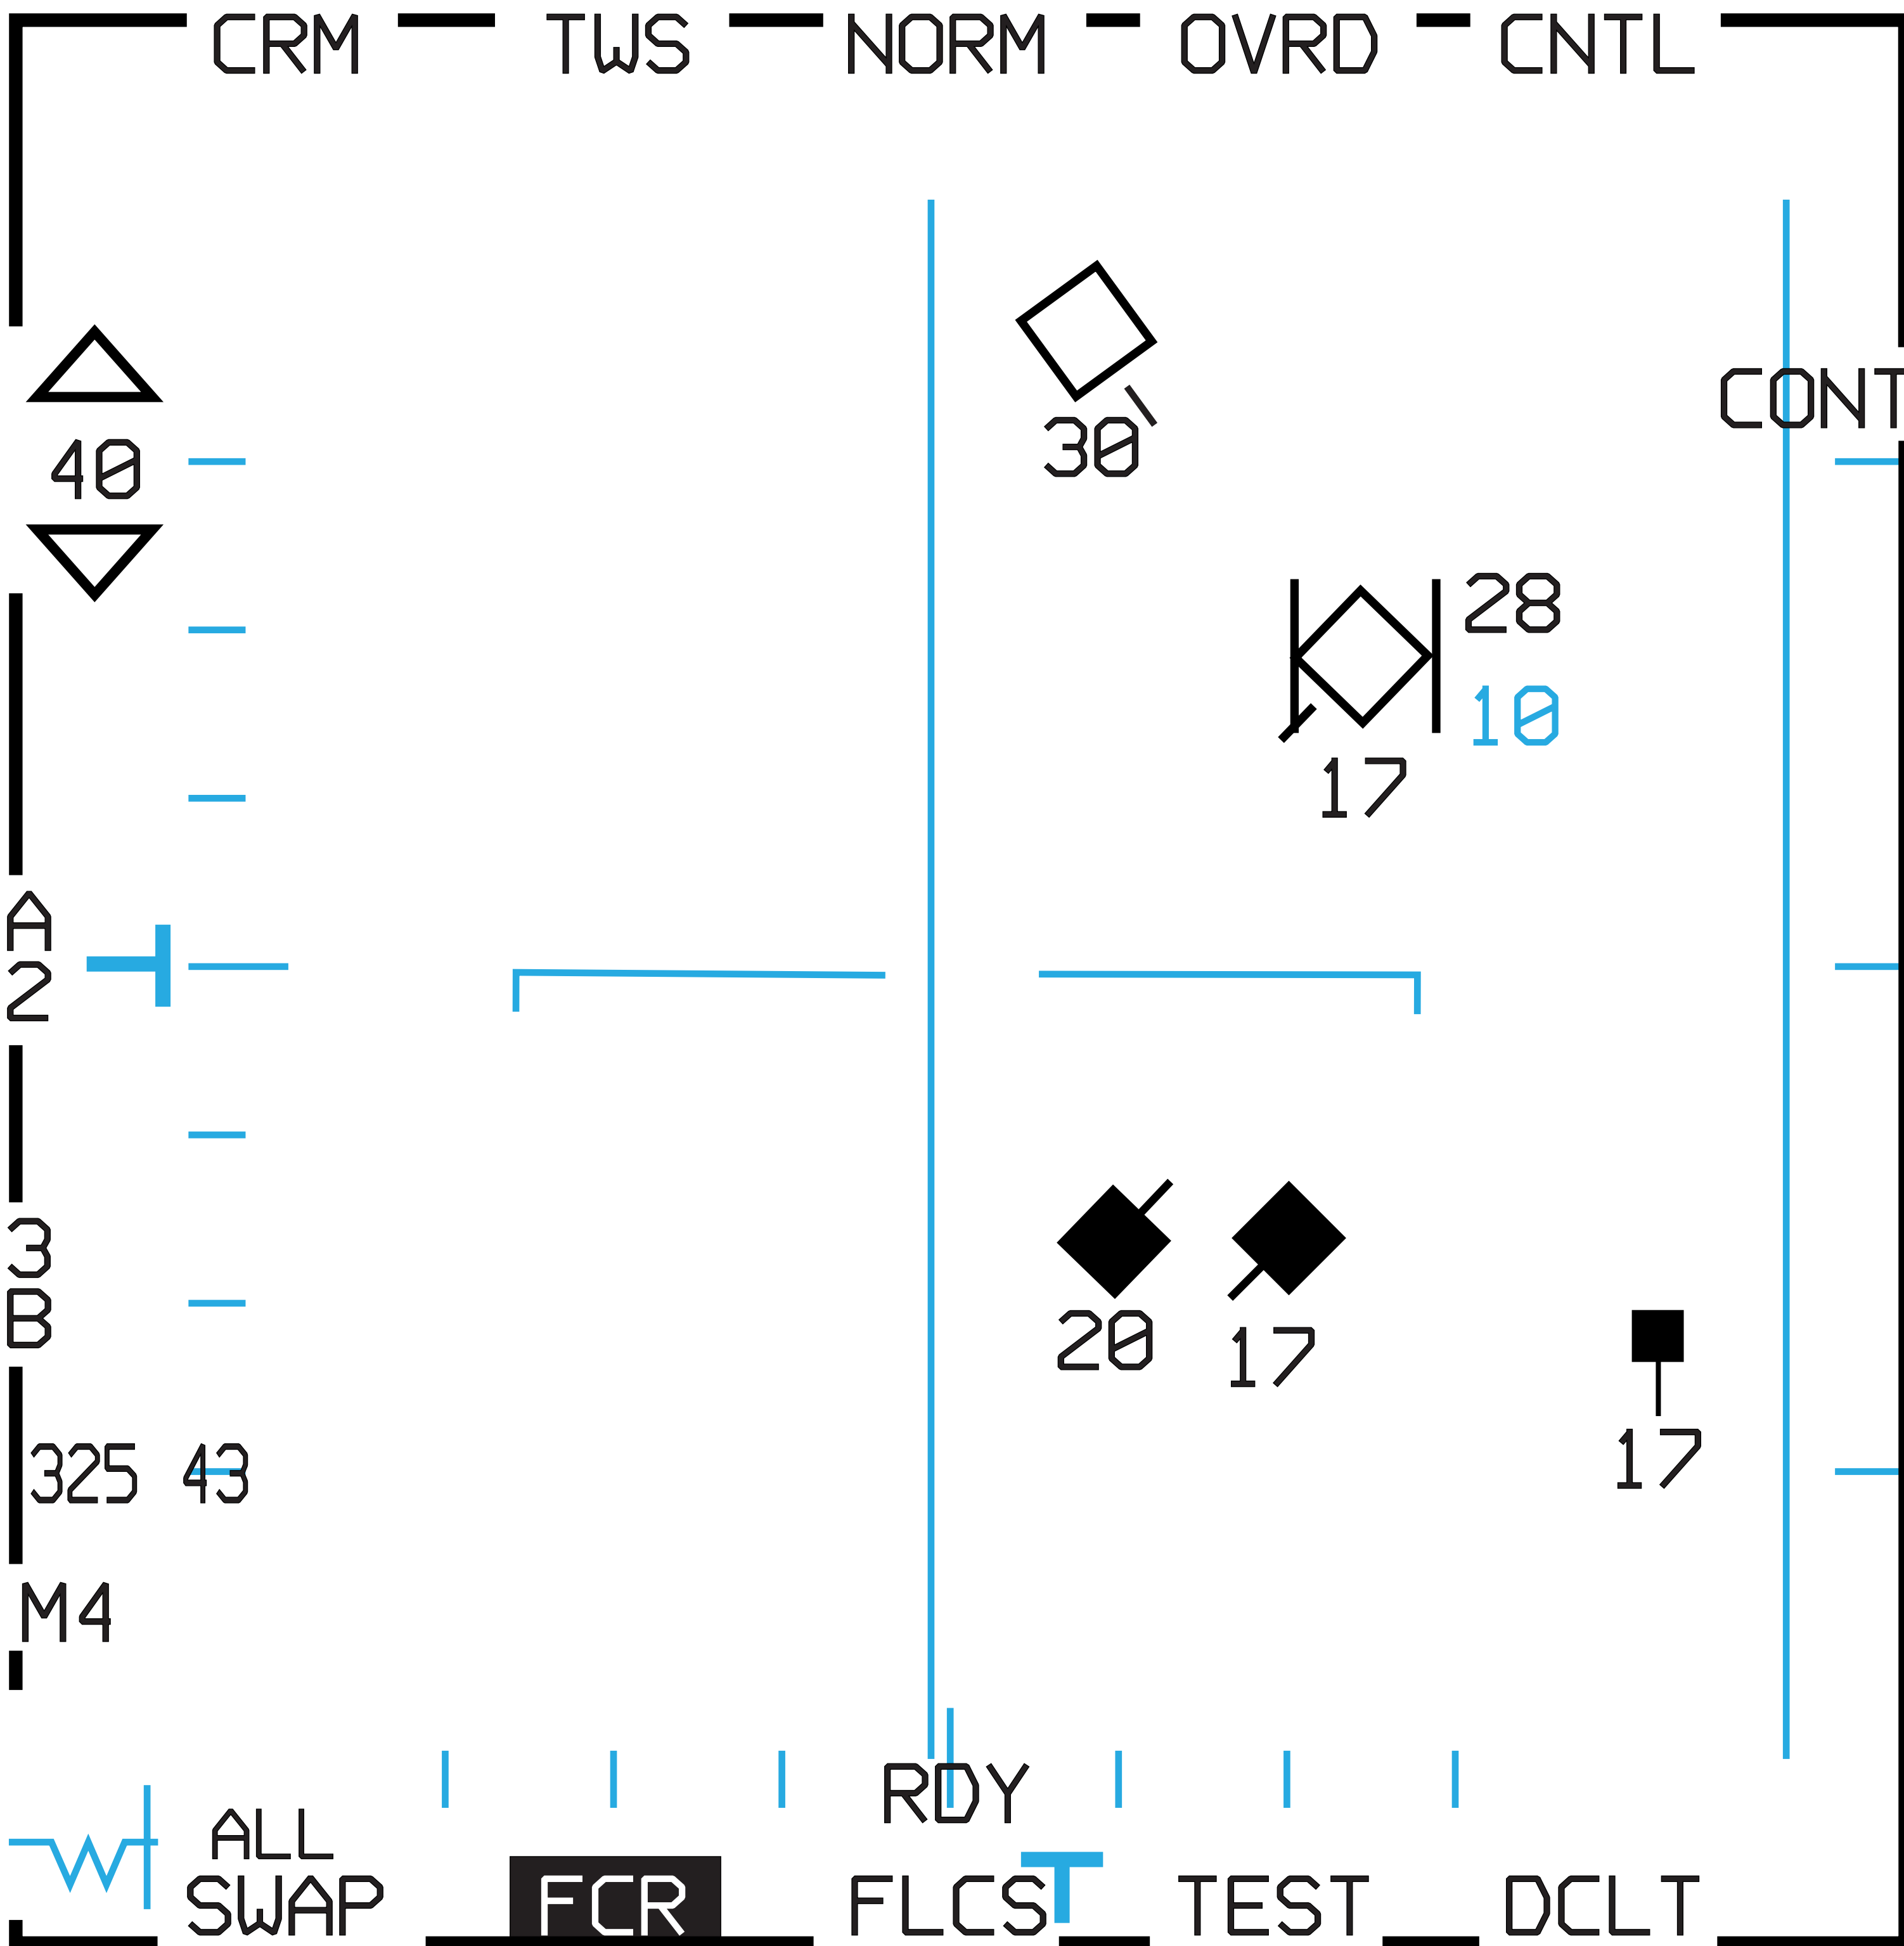 CRM TWS NORM OVRD CNTL
CONT
30
40
28
10
17
A
2
3
B
20 17
17
325 43
M4
RDY
ALL
SWAP FCR FLCS TEST DCLT